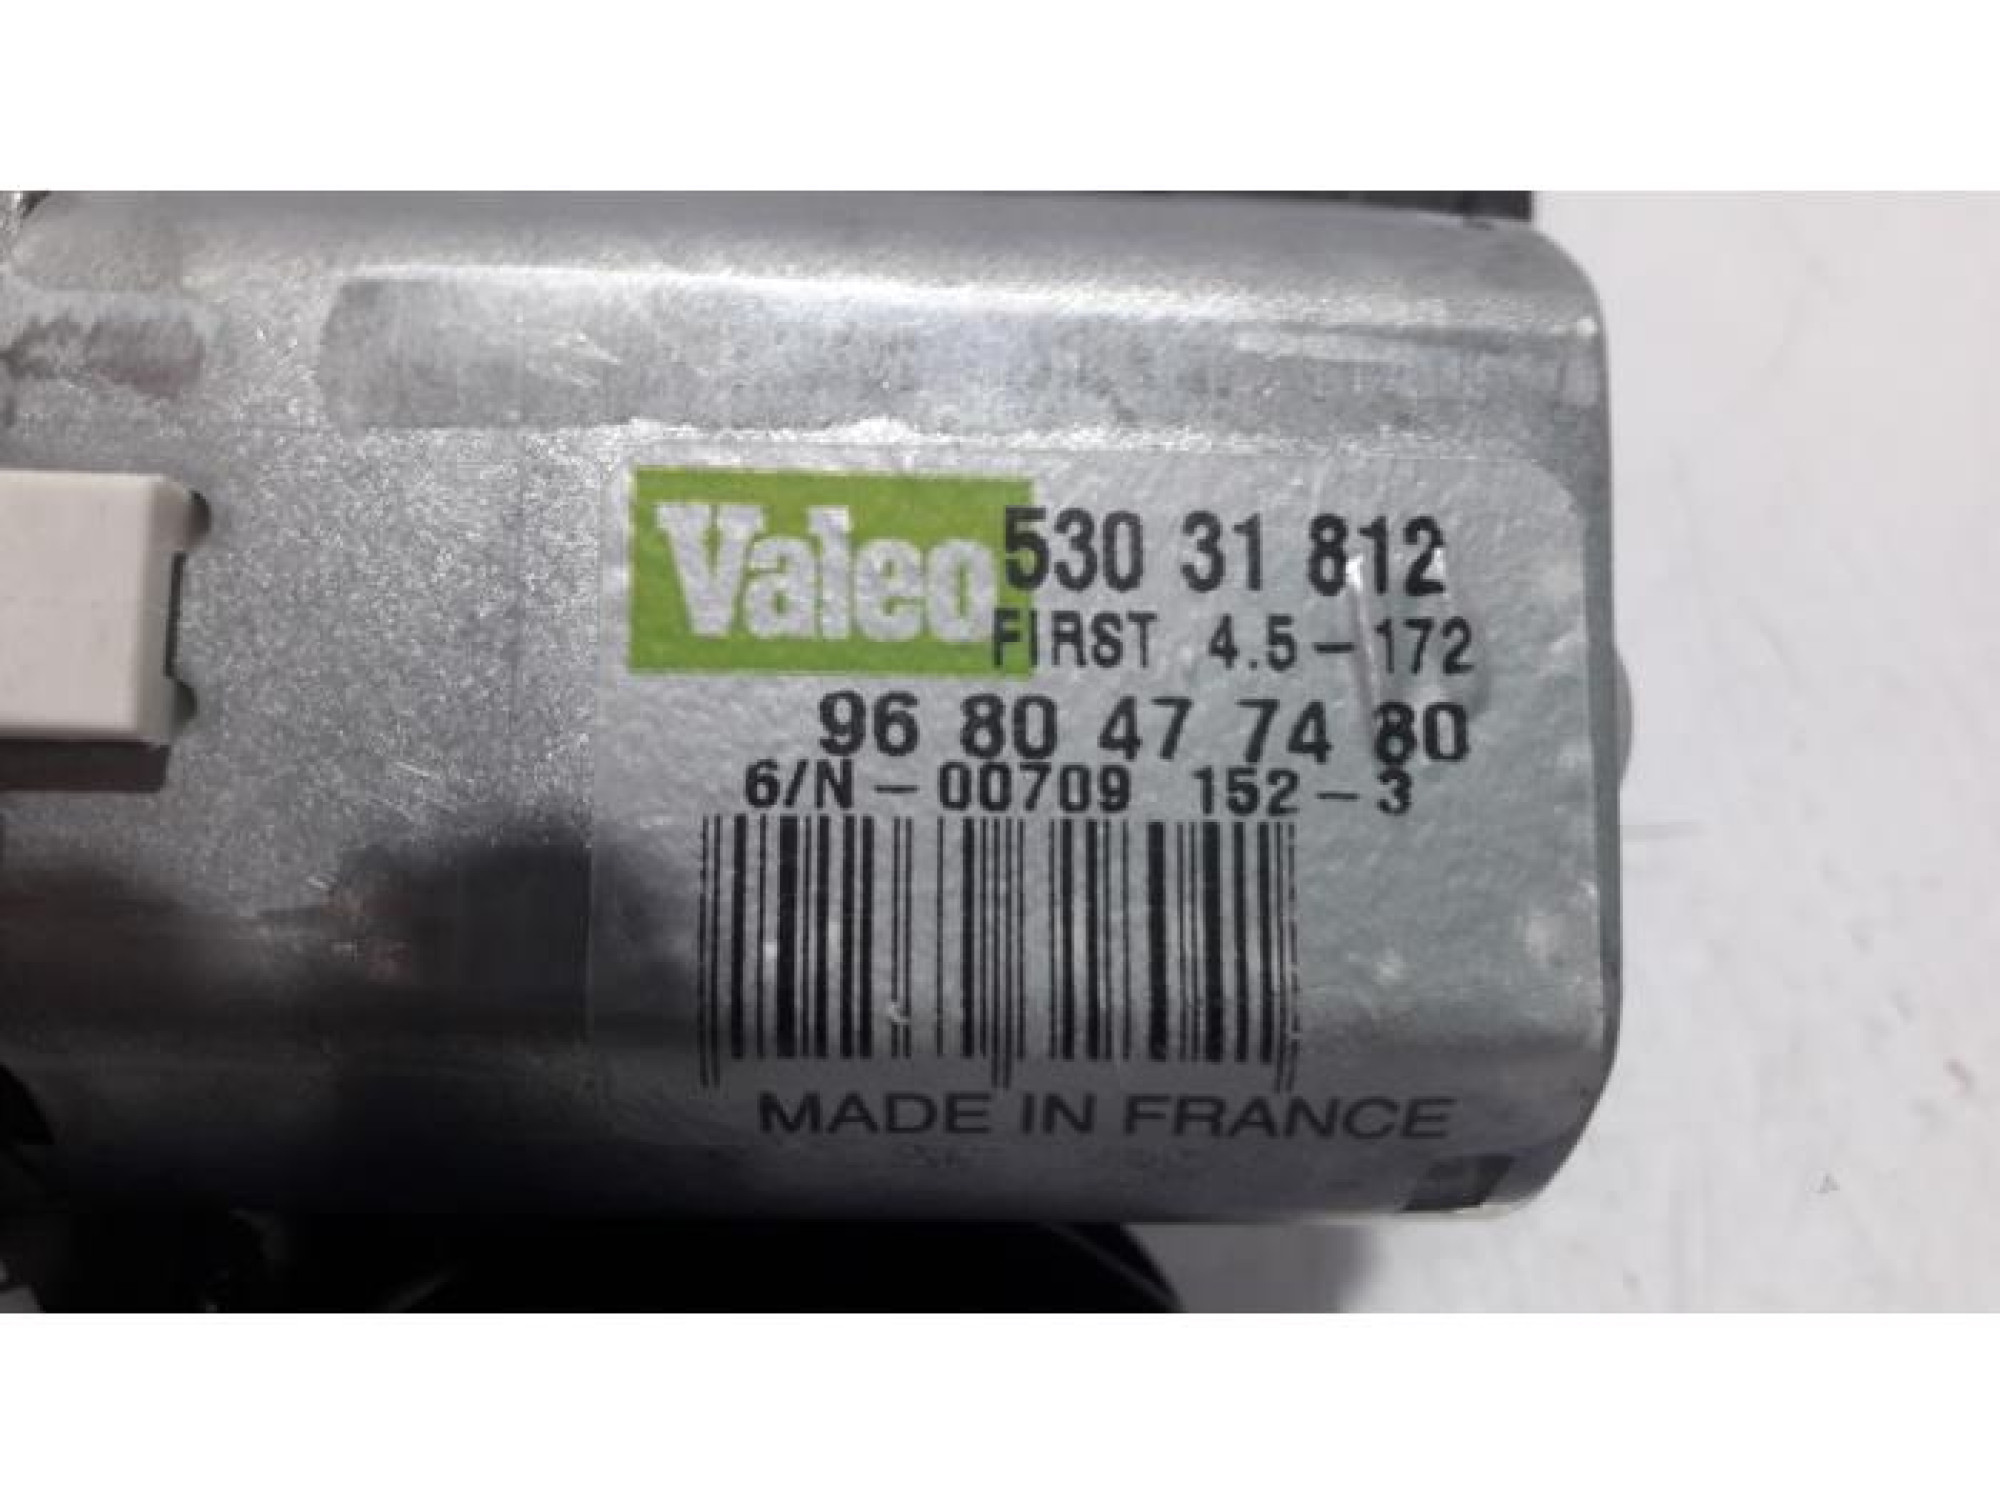 Valeo 530 31 812
FIRST 4.5-172
96 80 47 74 80
6/N-00709 152-3
MADE IN FRANCE